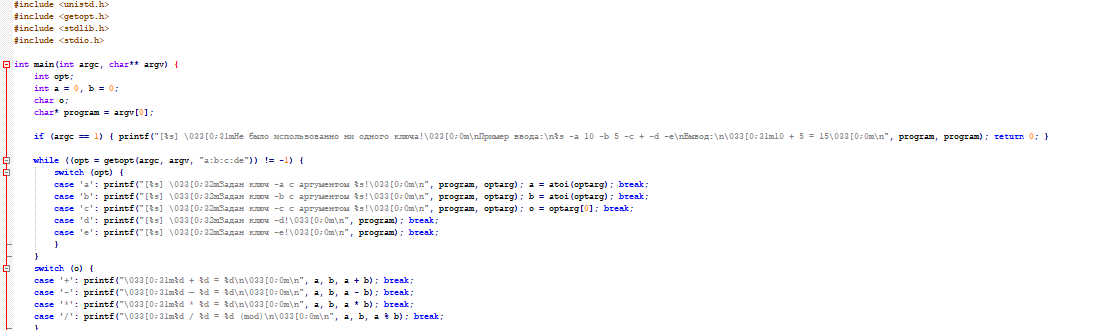 #include <unistd.h>
#include <getopt.h>
#include <stdlib.h>
#include <stdio.h>
int main(int argc, char** argv) {
int opt;
int a = 0, b = 0;
char o;
char* program = argv[0];
if (argc == 1) { printf("[%s] \033[0;31mНе было использованно ни одного ключа!\033[0;0m\nПример ввода:\n%s -a 10 -b 5 -c + -d -e\nВывод:\n\033[0;31m10 + 5 = 15\033[0;0m\n", program, program); return 0; }
while ((opt = getopt(argc, argv, "a:b:c:de")) != -1) {
switch (opt) {
case 'a': printf("[%s] \033[0;32mЗадан ключ -a с аргументом %s!\033[0;0m\n", program, optarg); a = atoi(optarg); break;
case 'b': printf("[%s] \033[0;32mЗадан ключ -b с аргументом %s!\033[0;0m\n", program, optarg); b = atoi(optarg); break;
case 'c': printf("[%s] \033[0;32mЗадан ключ -c с аргументом %s!\033[0;0m\n", program, optarg); o = optarg[0]; break;
case 'd': printf("[%s] \033[0;32mЗадан ключ -d!\033[0;0m\n", program); break;
case 'e': printf("[%s] \033[0;32mЗадан ключ -e!\033[0;0m\n", program); break;
}
}
switch (o) {
case '+': printf("\033[0;31m%d + %d = %d\n\033[0;0m\n", a, b, a + b); break;
case '-': printf("\033[0;31m%d - %d = %d\n\033[0;0m\n", a, b, a - b); break;
case '*': printf("\033[0;31m%d * %d = %d\n\033[0;0m\n", a, b, a * b); break;
case '/': printf("\033[0;31m%d / %d = %d (mod)\n\033[0;0m\n", a, b, a % b); break;
}